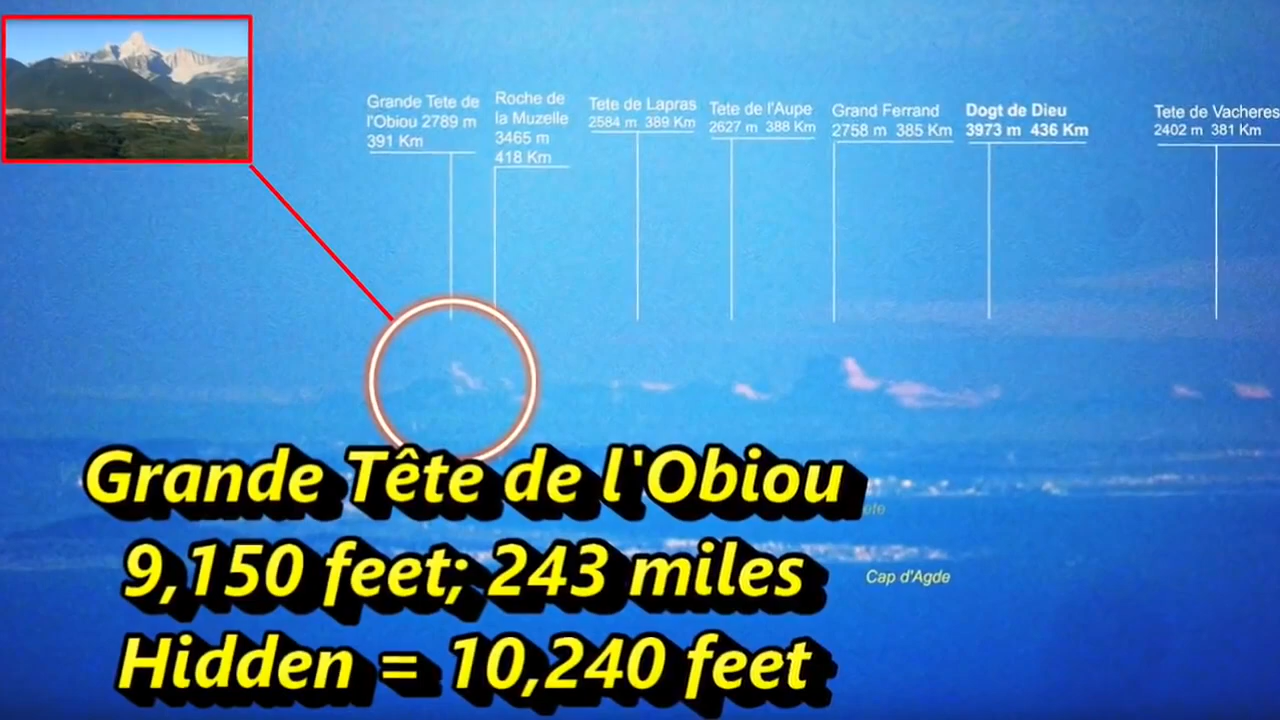 Grande Tete de
l'Obiou 2789 m
391 Km
Roche de
la Muzelle
3465 m
418 Km
Tete de Lapras
2584 m 389 Km
Tete de l'Aupe
2627 m 388 Km
Grand Ferrand
2758 m 385 Km
Dogt de Dieu
3973 m 436 Km
Tete de Vacheres
2402 m 381 Km
Grande Tête de l'Obiou
9,150 feet; 243 miles
Hidden = 10,240 feet
Cap d'Agde